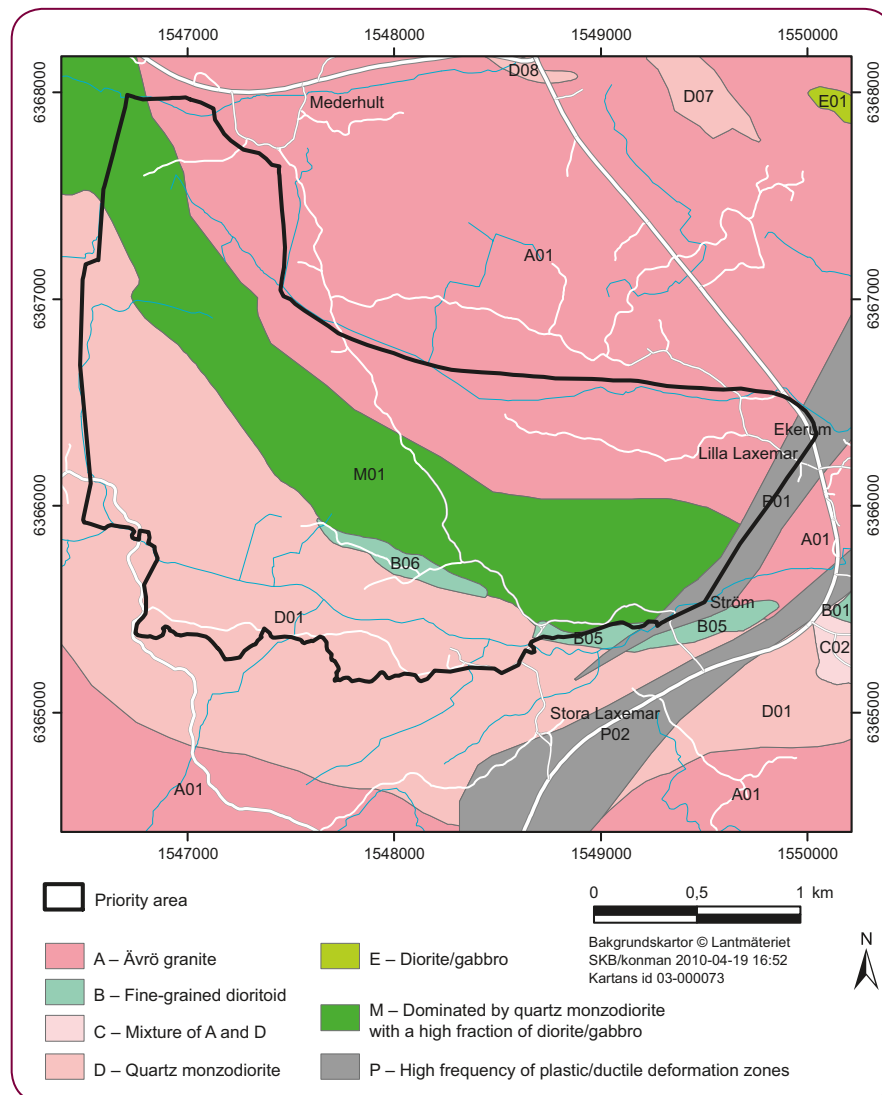 1547000 1548000 1549000 1550000
6368000
6367000
6366000
6365000
D08
Mederhult
D07
E01
A01
Ekerum
Lilla Laxemar
M01
P01
A01
B06
Ström
D01
B05
B05
B01
C02
Stora Laxemar
P02
D01
A01
A01
6368000
6367000
6366000
6365000
1547000 1548000 1549000 1550000
Priority area
A – Ävrö granite
B – Fine-grained dioritoid
C – Mixture of A and D
D – Quartz monzodiorite
E – Diorite/gabbro
M – Dominated by quartz monzodiorite
with a high fraction of diorite/gabbro
P – High frequency of plastic/ductile deformation zones
0 0,5 1 km
Bakgrundskartor © Lantmäteriet
SKB/konman 2010-04-19 16:52
Kartans id 03-000073
N